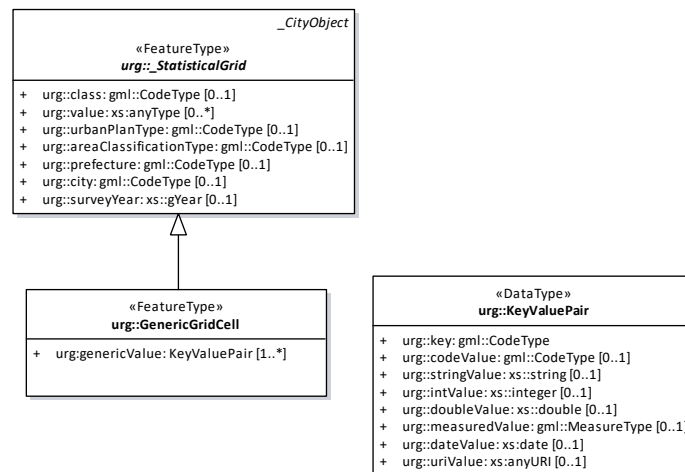 _CityObject
«FeatureType»
urg::_StatisticalGrid
+ urg::class: gml::CodeType [0..1]
+ urg::value: xs:anyType [0..*]
+ urg::urbanPlanType: gml::CodeType [0..1]
+ urg::areaClassificationType: gml::CodeType [0..1]
+ urg::prefecture: gml::CodeType [0..1]
+ urg::city: gml::CodeType [0..1]
+ urg::surveyYear: xs::gYear [0..1]
«FeatureType»
urg::GenericGridCell
+ urg:genericValue: KeyValuePair [1..*]
«DataType»
urg::KeyValuePair
+ urg::key: gml::CodeType
+ urg::codeValue: gml::CodeType [0..1]
+ urg::stringValue: xs::string [0..1]
+ urg::intValue: xs::integer [0..1]
+ urg::doubleValue: xs::double [0..1]
+ urg::measuredValue: gml::MeasureType [0..1]
+ urg::dateValue: xs:date [0..1]
+ urg::uriValue: xs:anyURI [0..1]